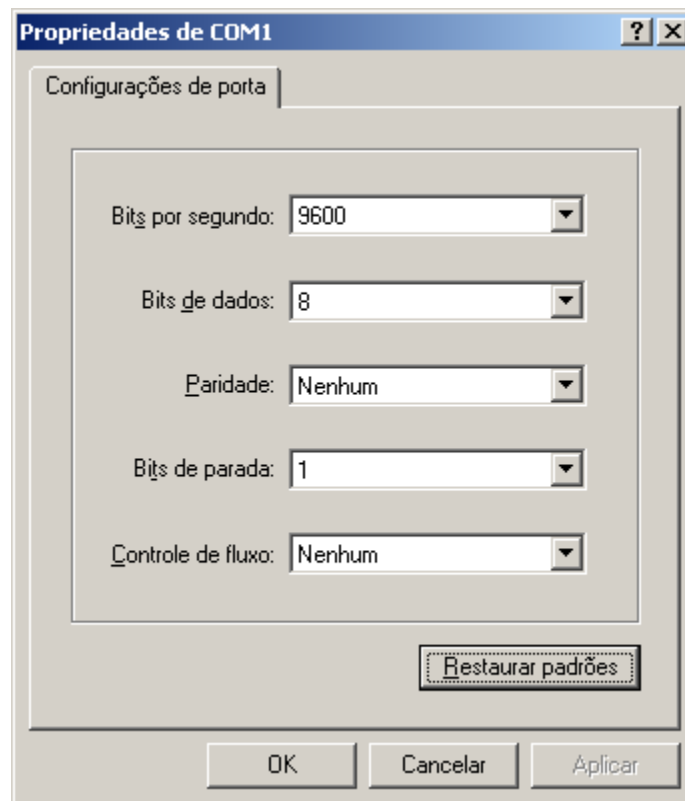 Propriedades de COM1
Configurações de porta
Bits por segundo: 9600
Bits de dados: 8
Paridade: Nenhum
Bits de parada: 1
Controle de fluxo: Nenhum
Restaurar padrões
OK Cancelar Aplicar